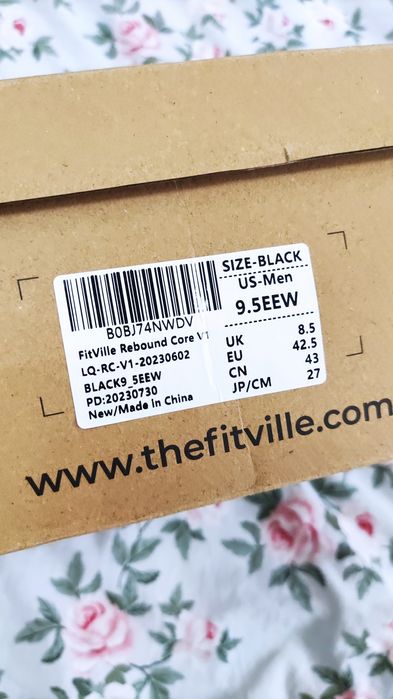 B0BJ74NWDV
FitVille Rebound Core V1
LQ-RC-V1-20230602
BLACK9_5EEW
PD:20230730
New/Made in China
SIZE-BLACK
US-Men
9.5EEW
UK 8.5
EU 42.5
CN 43
JP/CM 27
www.thefitville.com